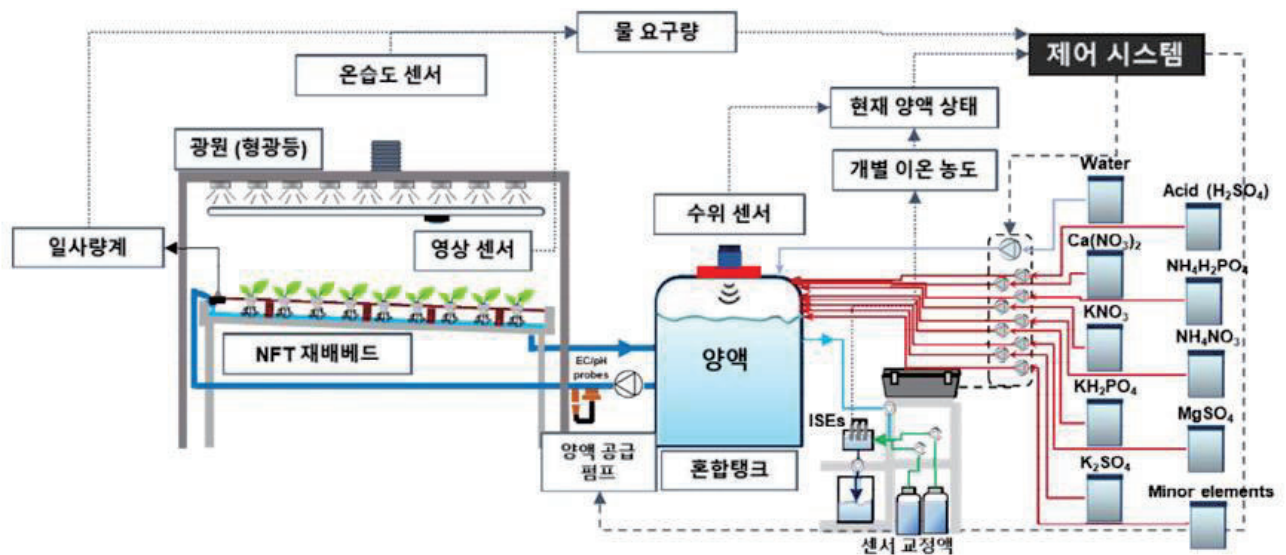 물 요구량
제어 시스템
온습도 센서
현재 양액 상태
광원 (형광등)
개별 이온 농도
Water
Acid (H₂SO₄)
수위 센서
일사량계
영상 센서
Ca(NO₃)₂
NH₄H₂PO₄
KNO₃
NFT 재배베드
EC/pH
probes
양액
NH₄NO₃
KH₂PO₄
ISEs
MgSO₄
양액 공급
펌프
혼합탱크
K₂SO₄
Minor elements
센서 교정액